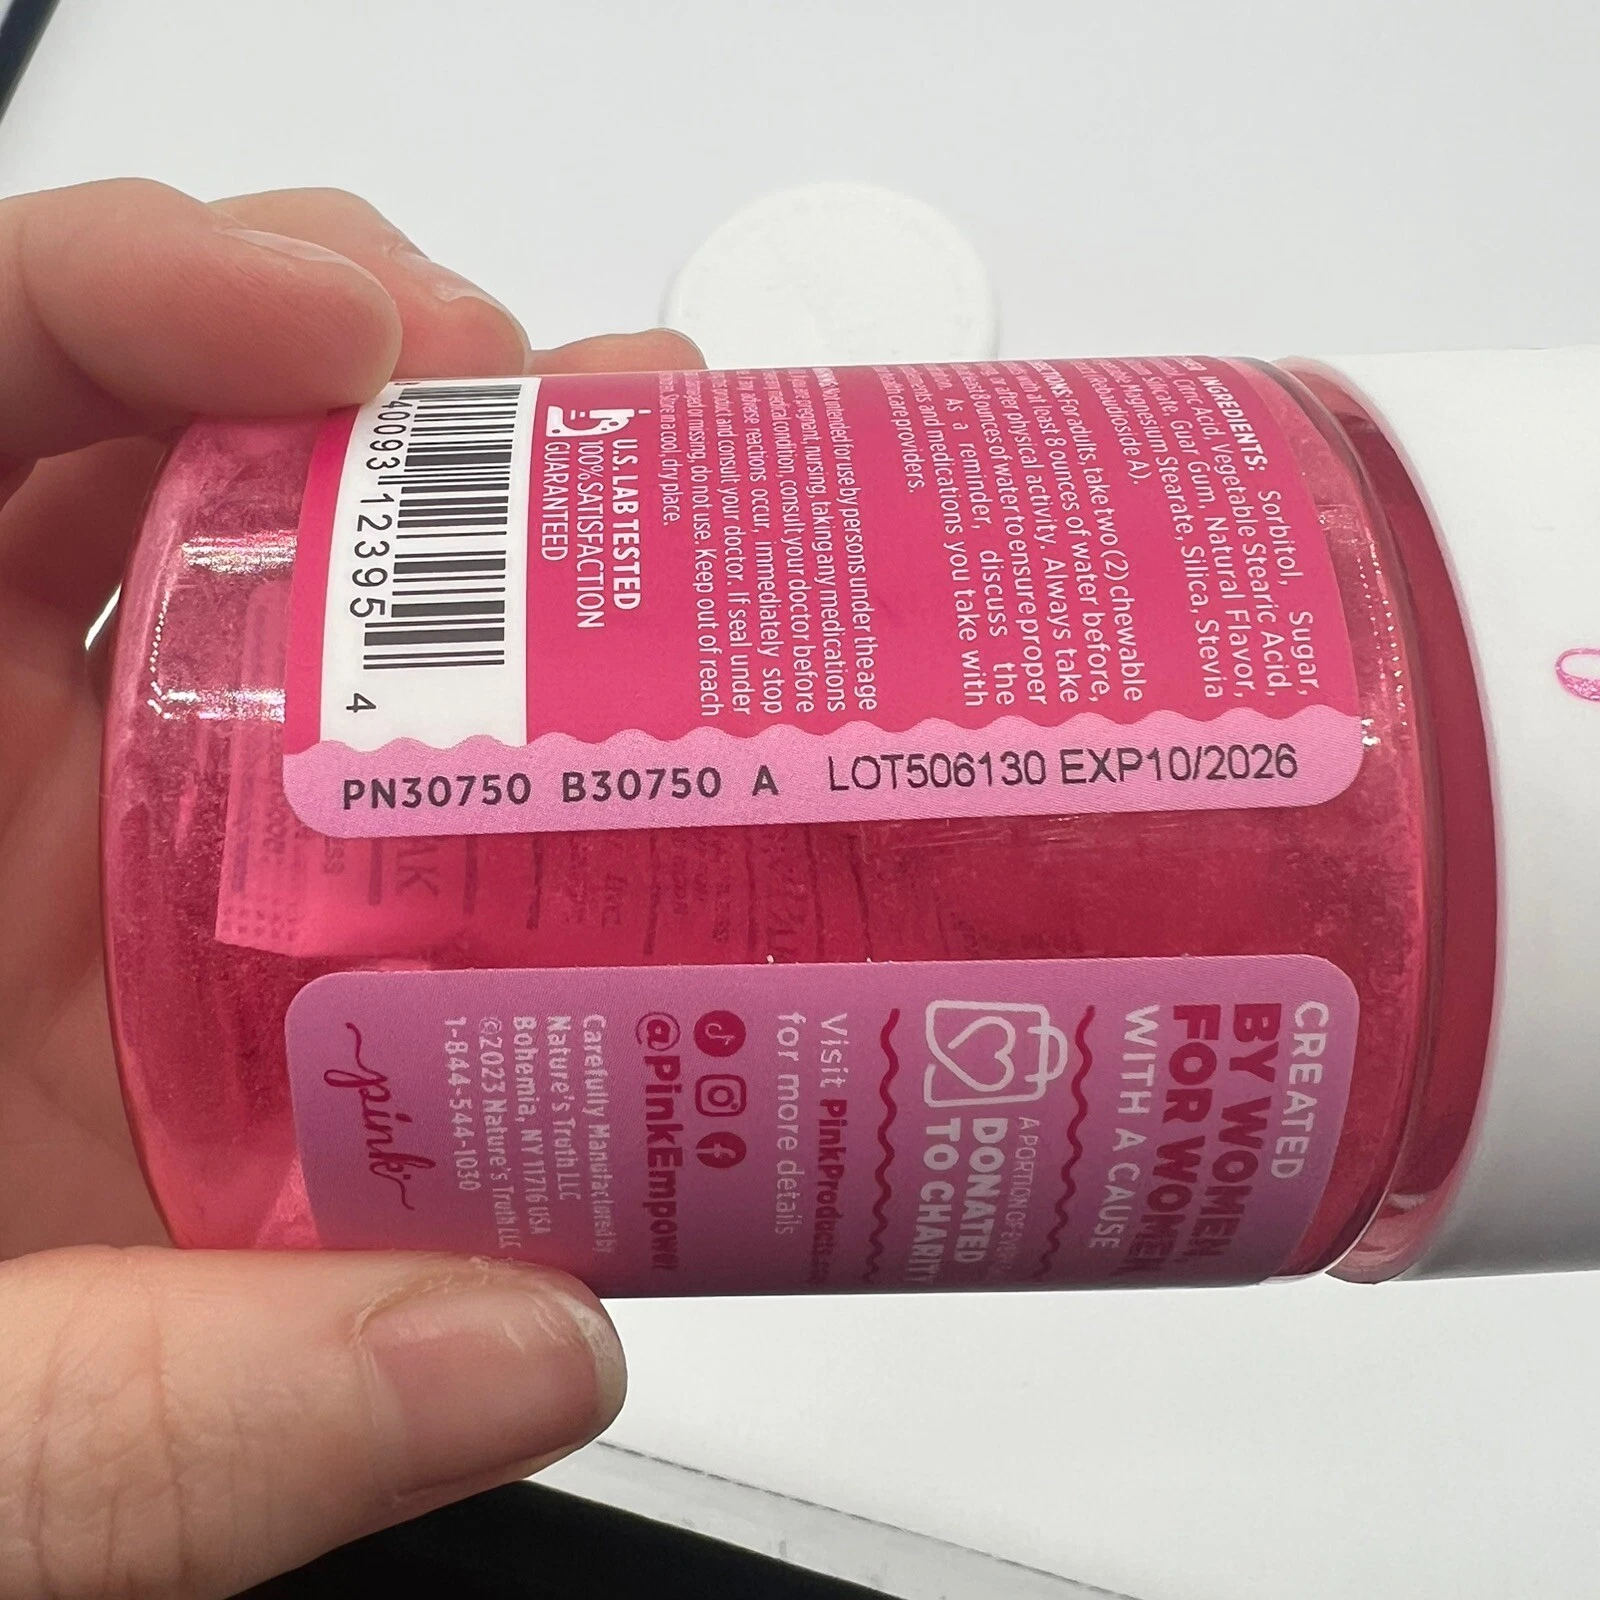 INGREDIENTS: Sorbitol, Sugar,
Citric Acid, Vegetable Stearic Acid,
Silicate, Guar Gum, Natural Flavor,
Magnesium Stearate, Silica, Stevia
(Rebaudioside A).
For adults, take two (2) chewable
with at least 8 ounces of water before,
or after physical activity. Always take
at least 8 ounces of water to ensure proper
As a reminder, discuss the
and medications you take with
healthcare providers.
Not intended for use by persons under the age
pregnant, nursing, taking any medications
medical condition, consult your doctor before
any adverse reactions occur, immediately stop
product and consult your doctor. If seal under
or missing, do not use. Keep out of reach
Store in a cool, dry place.
U.S. LAB TESTED
100% SATISFACTION
GUARANTEED
40093 12395 4
PN30750 B30750 A LOT506130 EXP10/2026
CREATED
BY WOMEN
FOR WOMEN
WITH A CAUSE
A PORTION OF
DONATED
TO CHARITY
Visit PinkProducts.com
for more details
@PinkEmpower
Carefully Manufactured by
Nature's Truth LLC
Bohemia, NY 11716 USA
©2023 Nature's Truth LLC
1-844-544-1030
pink